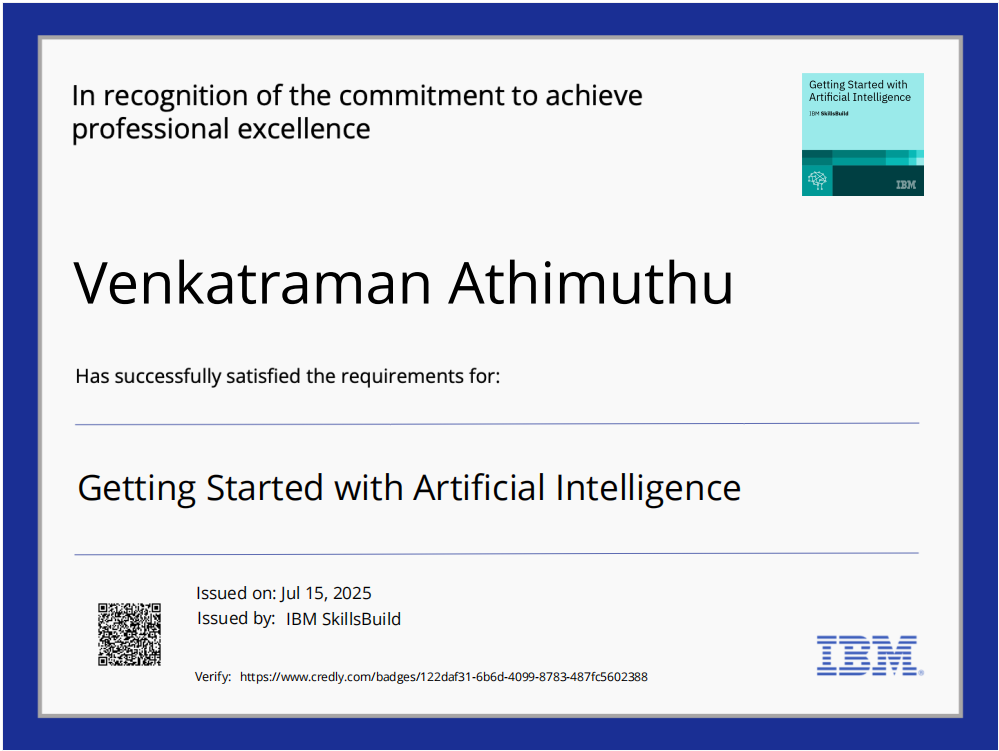 In recognition of the commitment to achieve
professional excellence
Getting Started with
Artificial Intelligence
IBM SkillsBuild
IBM
Venkatraman Athimuthu
Has successfully satisfied the requirements for:
Getting Started with Artificial Intelligence
Issued on: Jul 15, 2025
Issued by: IBM SkillsBuild
IBM®
Verify: https://www.credly.com/badges/122daf31-6b6d-4099-8783-487fc5602388